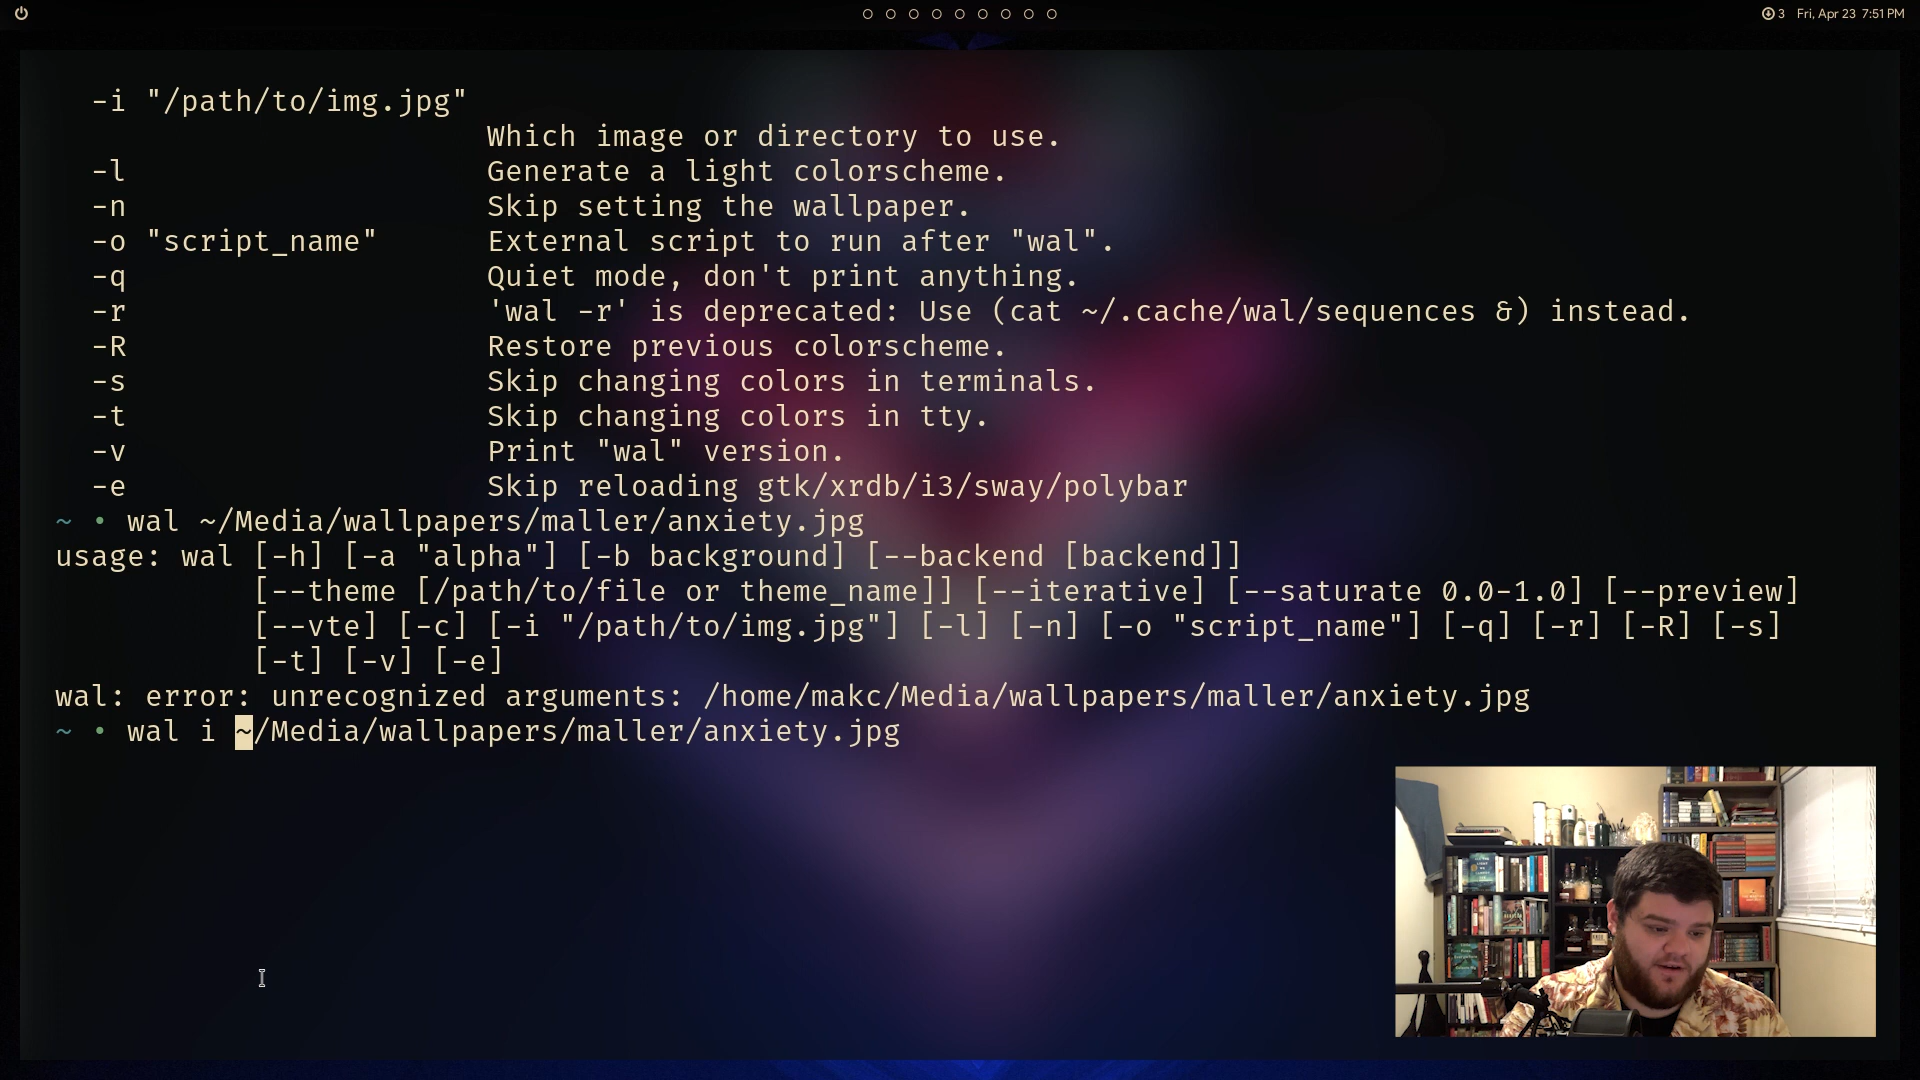 3 Fri, Apr 23 7:51 PM
-i "/path/to/img.jpg"
Which image or directory to use.
-l Generate a light colorscheme.
-n Skip setting the wallpaper.
-o "script_name" External script to run after "wal".
-q Quiet mode, don't print anything.
-r 'wal -r' is deprecated: Use (cat ~/.cache/wal/sequences &) instead.
-R Restore previous colorscheme.
-s Skip changing colors in terminals.
-t Skip changing colors in tty.
-v Print "wal" version.
-e Skip reloading gtk/xrdb/i3/sway/polybar
~ • wal ~/Media/wallpapers/maller/anxiety.jpg
usage: wal [-h] [-a "alpha"] [-b background] [--backend [backend]]
[--theme [/path/to/file or theme_name]] [--iterative] [--saturate 0.0-1.0] [--preview]
[--vte] [-c] [-i "/path/to/img.jpg"] [-l] [-n] [-o "script_name"] [-q] [-r] [-R] [-s]
[-t] [-v] [-e]
wal: error: unrecognized arguments: /home/makc/Media/wallpapers/maller/anxiety.jpg
~ • wal i ~/Media/wallpapers/maller/anxiety.jpg